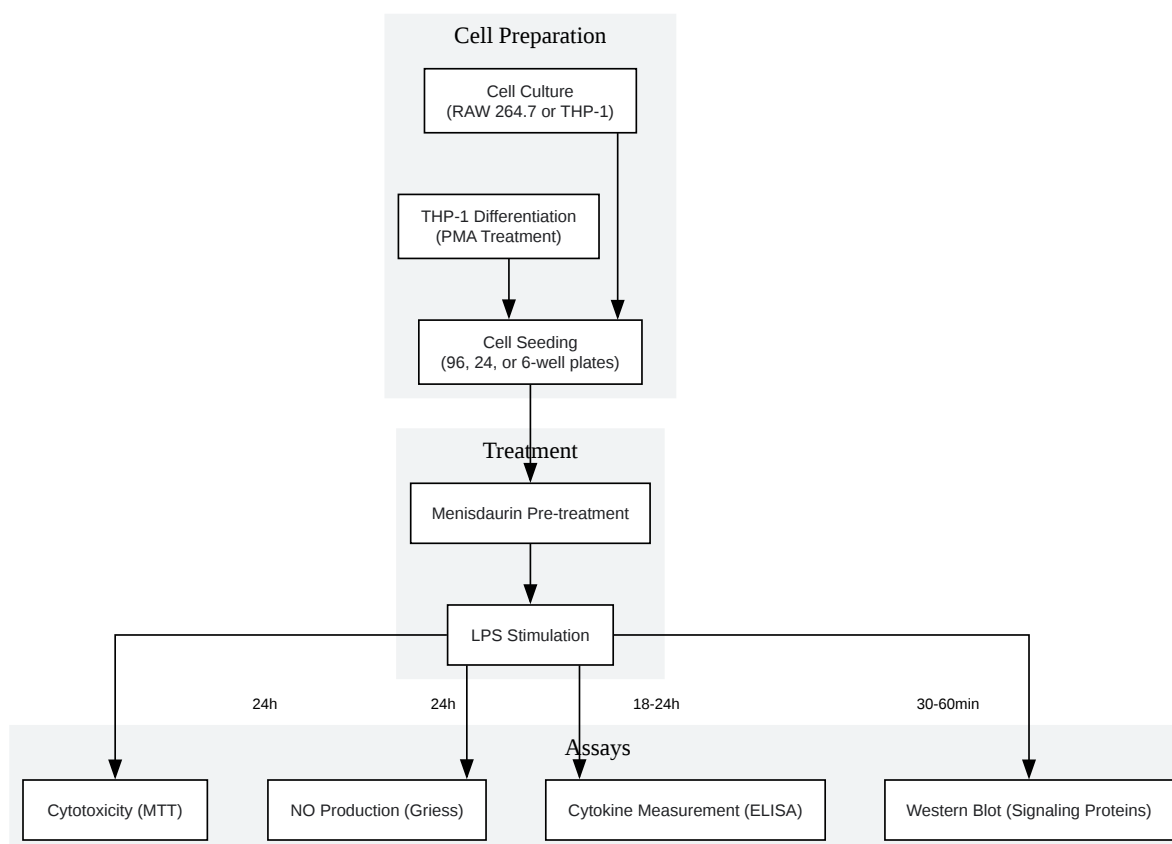 Cell Preparation
Cell Culture
(RAW 264.7 or THP-1)
THP-1 Differentiation
(PMA Treatment)
Cell Seeding
(96, 24, or 6-well plates)
Treatment
Menisdaurin Pre-treatment
LPS Stimulation
24h
24h
18-24h
30-60min
Assays
Cytotoxicity (MTT)
NO Production (Griess)
Cytokine Measurement (ELISA)
Western Blot (Signaling Proteins)